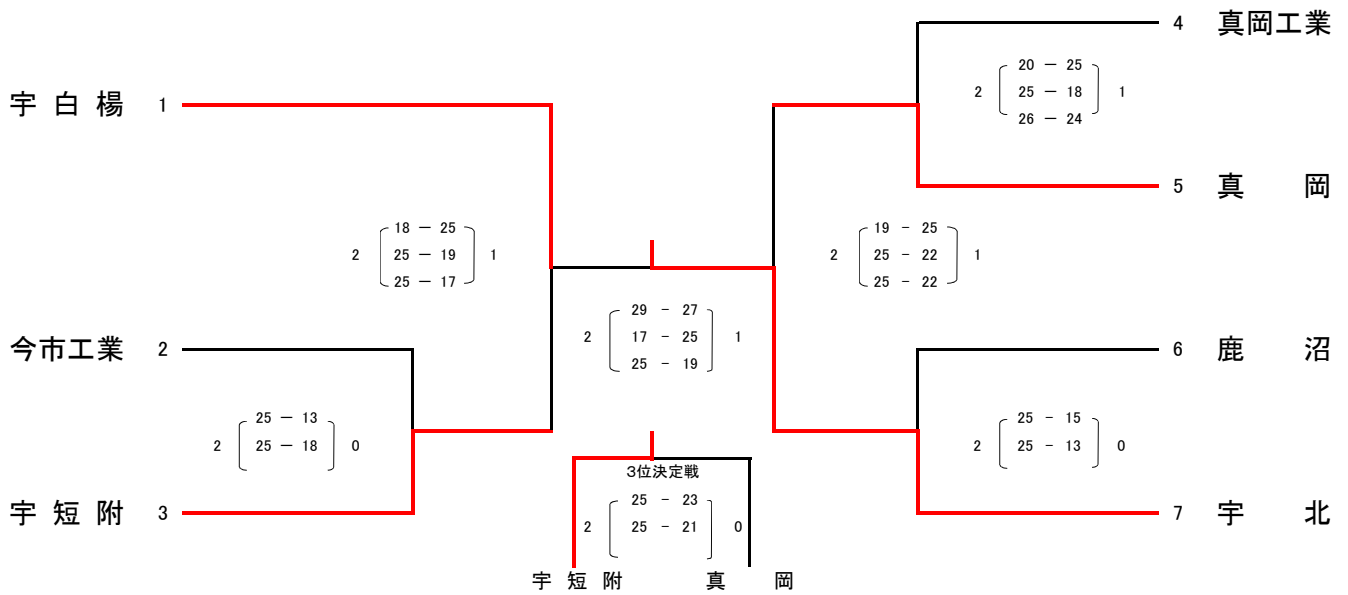 4 真岡工業
20 — 25
2 25 — 18 1
26 — 24
宇白楊 1
5 真岡
18 — 25
2 25 — 19 1
25 — 17
19 - 25
2 25 - 22 1
25 - 22
29 - 27
2 17 - 25 1
25 - 19
今市工業 2
6 鹿沼
25 — 13
2 25 — 18 0
25 - 15
2 25 - 13 0
3位決定戦
宇短附 3
25 - 23
2 25 - 21 0
7 宇北
宇短附 真岡